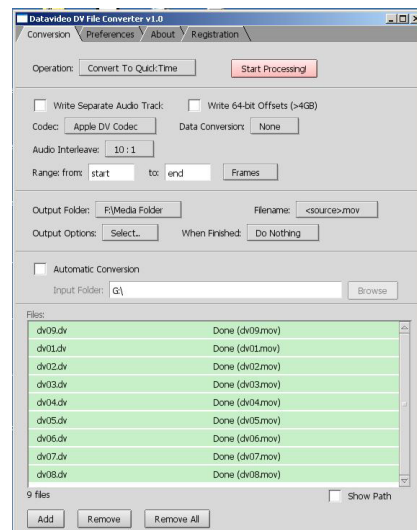 Datavideo DV File Converter v1.0
Conversion Preferences About Registration
Operation: Convert To QuickTime Start Processing!
Write Separate Audio Track Write 64-bit Offsets (>4GB)
Codec: Apple DV Codec Data Conversion: None
Audio Interleave: 10 : 1
Range: from: start to: end Frames
Output Folder: F:\Media Folder Filename: <source>.mov
Output Options: Select... When Finished: Do Nothing
Automatic Conversion
Input Folder: G:\ Browse
Files:
dv09.dv Done (dv09.mov)
dv01.dv Done (dv01.mov)
dv02.dv Done (dv02.mov)
dv03.dv Done (dv03.mov)
dv04.dv Done (dv04.mov)
dv05.dv Done (dv05.mov)
dv06.dv Done (dv06.mov)
dv07.dv Done (dv07.mov)
dv08.dv Done (dv08.mov)
9 files Show Path
Add Remove Remove All